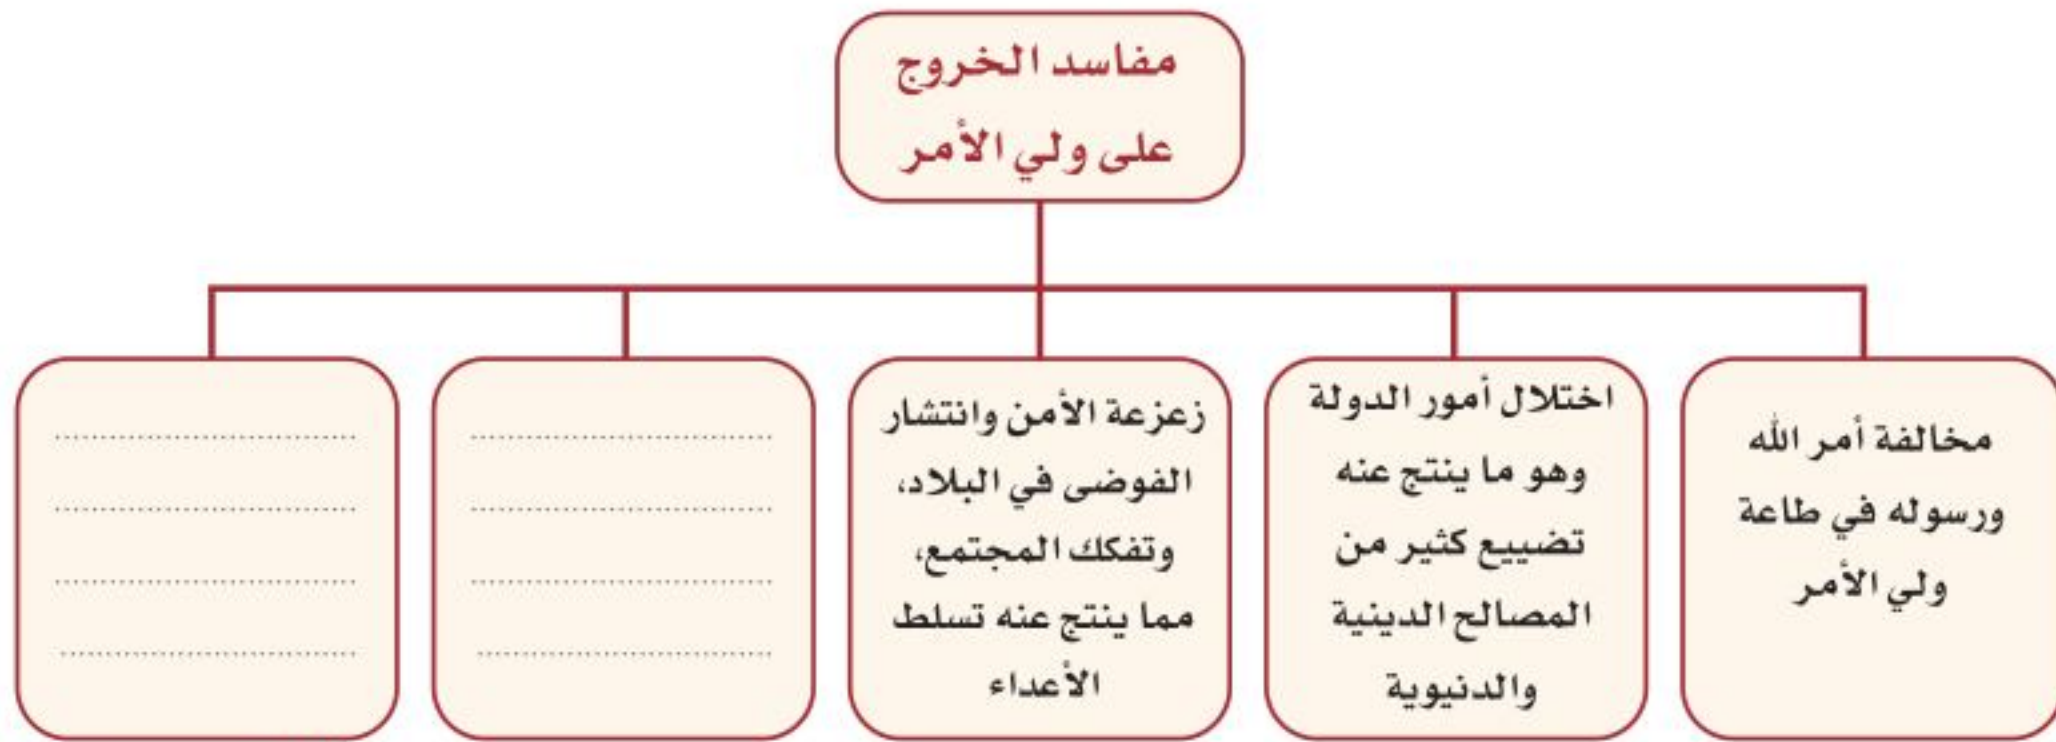 مفاسد الخروج
على ولي الأمر
مخالفة أمر الله
ورسوله في طاعة
ولي الأمر
اختلال أمور الدولة
وهو ما ينتج عنه
تضييع كثير من
المصالح الدينية
والدنيوية
زعزعة الأمن وانتشار
الفوضى في البلاد،
وتفكك المجتمع،
مما ينتج عنه تسلط
الأعداء